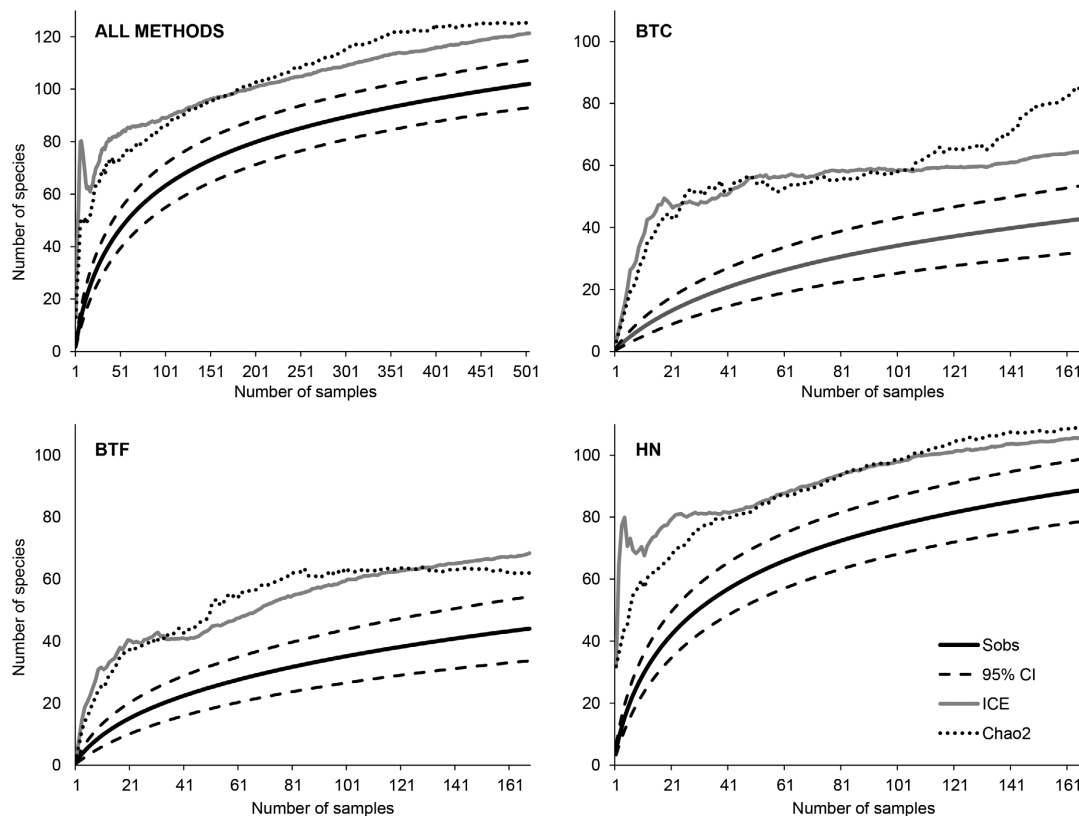 ALL METHODS
Number of species
120
100
80
60
40
20
0
1 51 101 151 201 251 301 351 401 451 501
Number of samples
BTC
100
80
60
40
20
0
1 21 41 61 81 101 121 141 161
Number of samples
BTF
Number of species
100
80
60
40
20
0
1 21 41 61 81 101 121 141 161
Number of samples
HN
100
80
60
40
20
0
1 21 41 61 81 101 121 141 161
Number of samples
Sobs
95% CI
ICE
Chao2